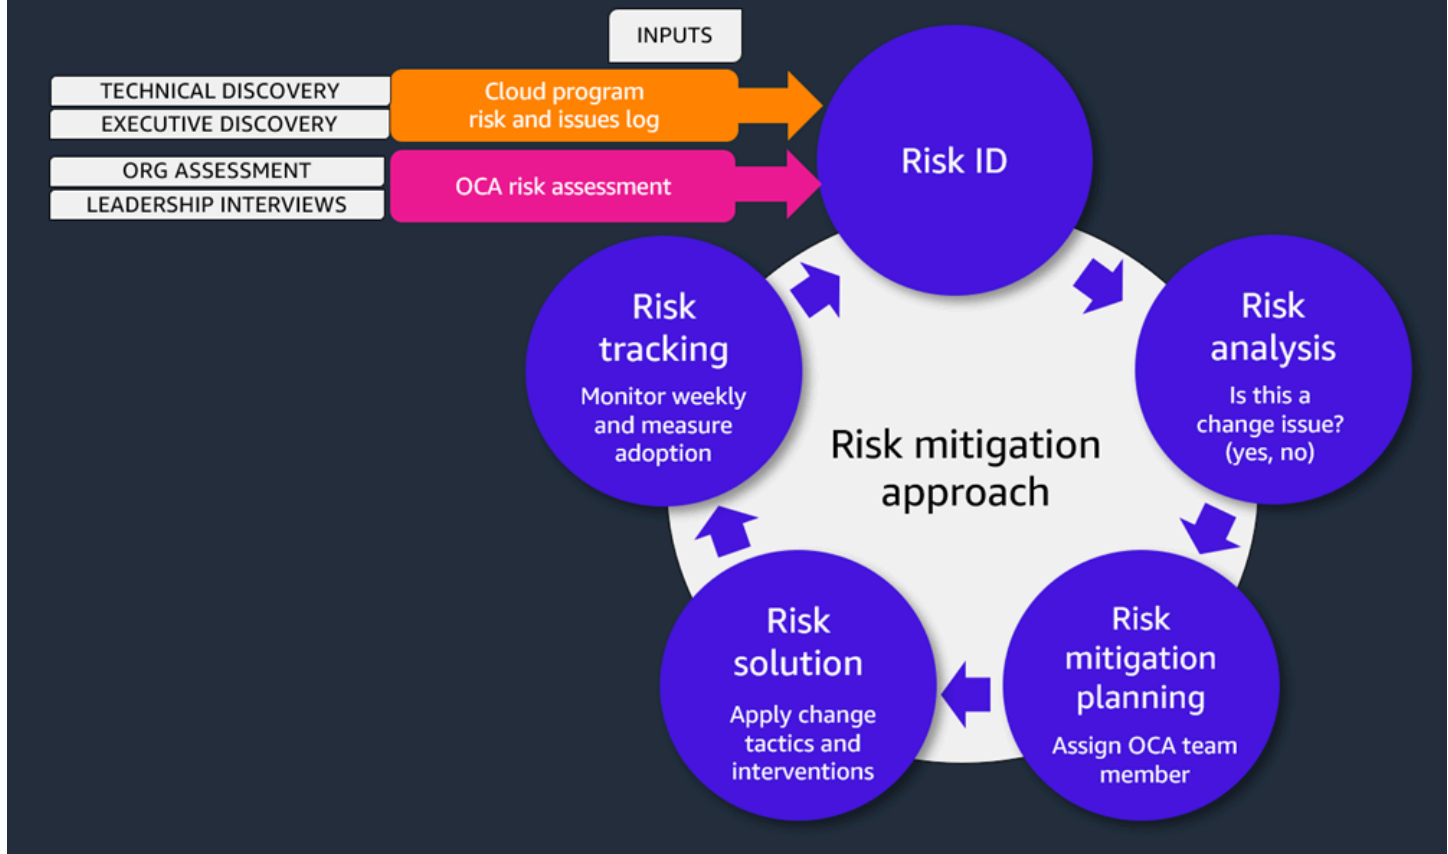 INPUTS
TECHNICAL DISCOVERY
EXECUTIVE DISCOVERY
Cloud program
risk and issues log
ORG ASSESSMENT
LEADERSHIP INTERVIEWS
OCA risk assessment
Risk ID
Risk
analysis
Is this a
change issue?
(yes, no)
Risk
mitigation
planning
Assign OCA team
member
Risk
solution
Apply change
tactics and
interventions
Risk
tracking
Monitor weekly
and measure
adoption
Risk mitigation
approach